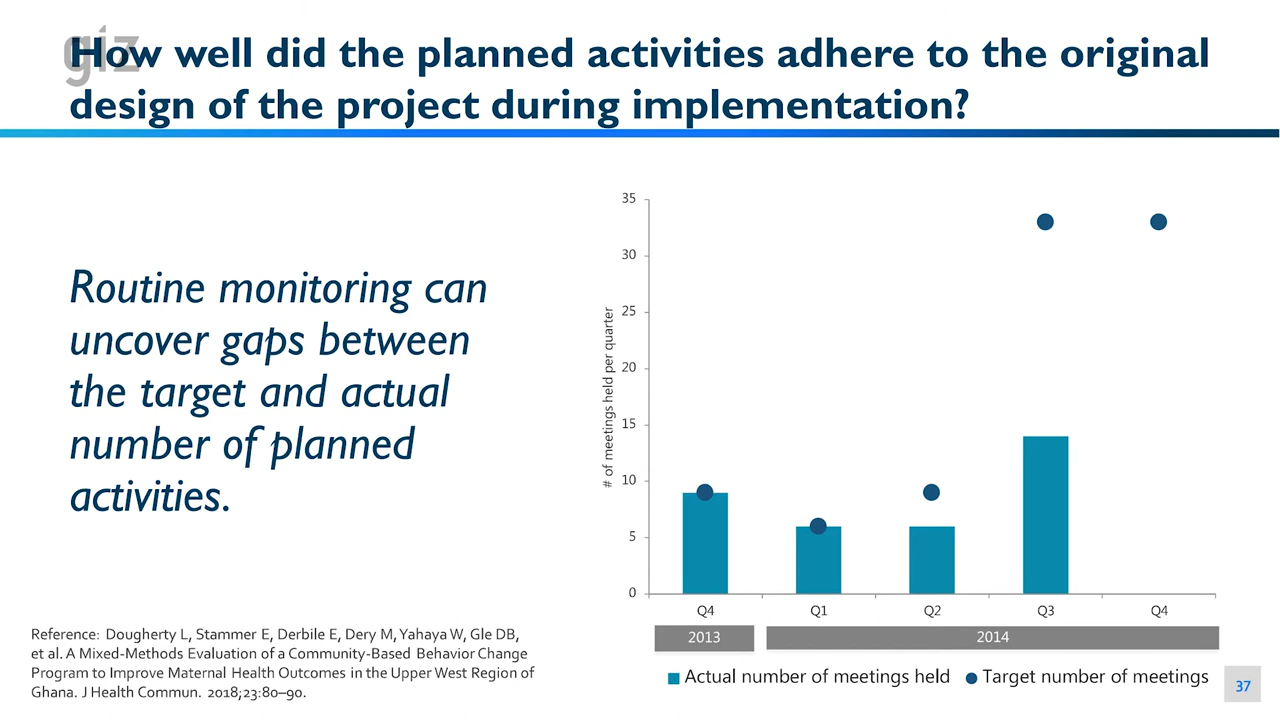 giz
How well did the planned activities adhere to the original
design of the project during implementation?
Routine monitoring can
uncover gaps between
the target and actual
number of planned
activities.
# of meetings held per quarter
35
30
25
20
15
10
5
0
Q4
Q1
Q2
Q3
Q4
2013
2014
Actual number of meetings held
Target number of meetings
Reference: Dougherty L, Stammer E, Derbile E, Dery M, Yahaya W, Gle DB,
et al. A Mixed-Methods Evaluation of a Community-Based Behavior Change
Program to Improve Maternal Health Outcomes in the Upper West Region of
Ghana. J Health Commun. 2018;23:80–90.
37